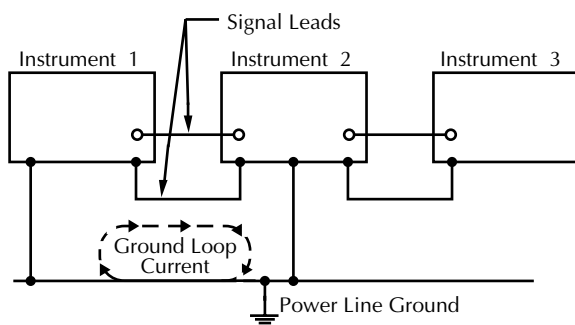 Signal Leads
Instrument 1
Instrument 2
Instrument 3
Ground Loop
Current
Power Line Ground